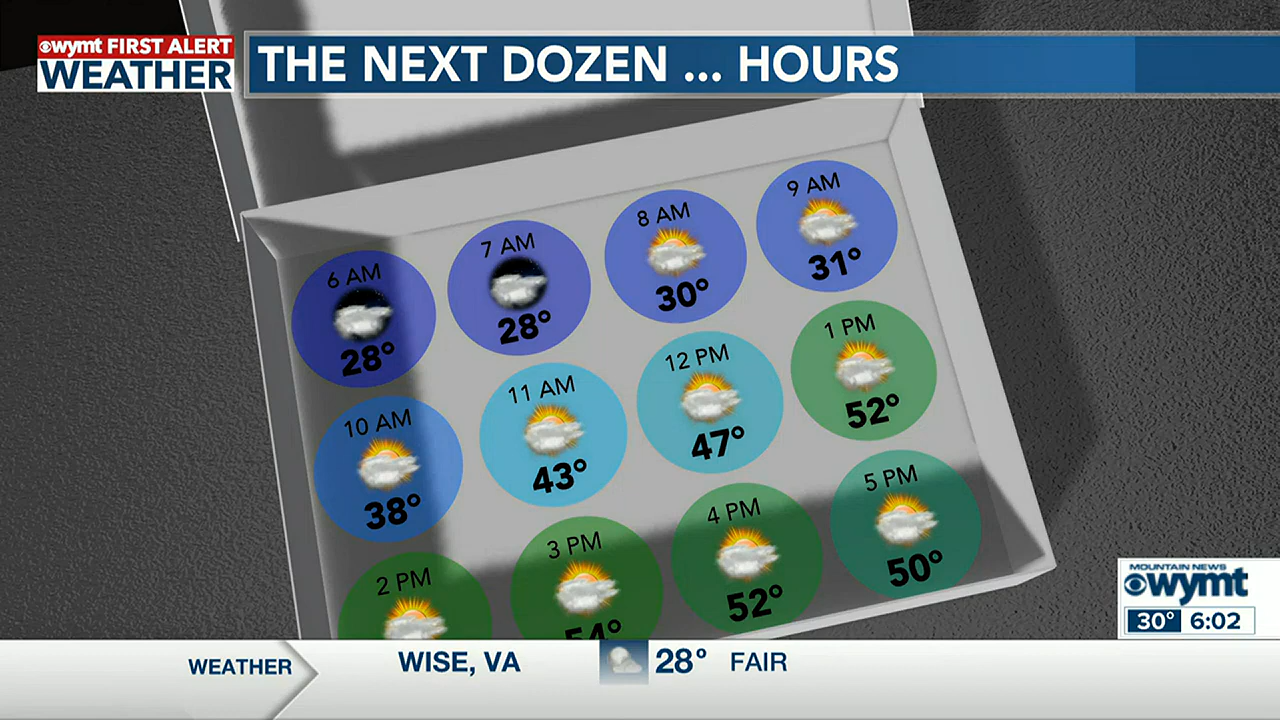 wymt FIRST ALERT
WEATHER
THE NEXT DOZEN ... HOURS
6 AM
28°
7 AM
28°
8 AM
30°
9 AM
31°
10 AM
38°
11 AM
43°
12 PM
47°
1 PM
52°
2 PM
3 PM
54°
4 PM
52°
5 PM
50°
MOUNTAIN NEWS
wymt
30° 6:02
WEATHER
WISE, VA 28° FAIR